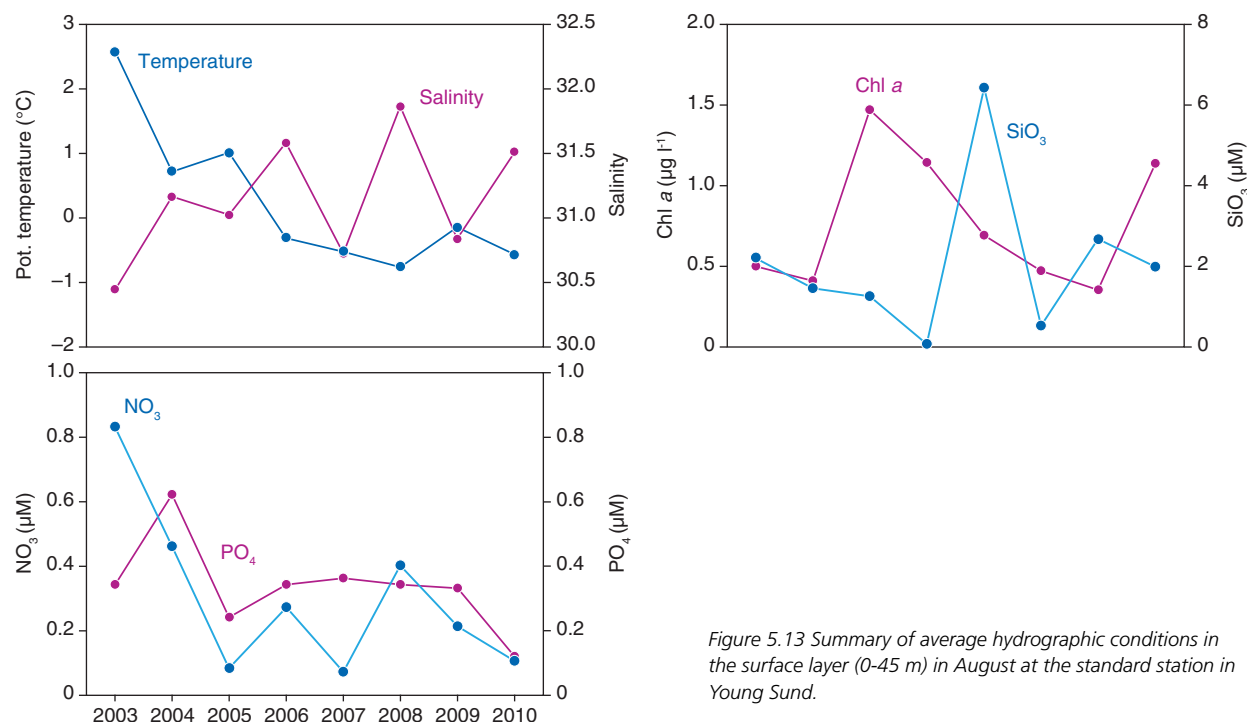 3
2
1
0
−1
−2
Pot. temperature (°C)
Temperature
Salinity
32.5
32.0
31.5
31.0
30.5
30.0
Salinity
2.0
1.5
1.0
0.5
0
Chl a (µg l-1)
Chl a
SiO3
8
6
4
2
0
SiO3 (µM)
1.0
0.8
0.6
0.4
0.2
0
NO3 (µM)
NO3
PO4
1.0
0.8
0.6
0.4
0.2
0
PO4 (µM)
2003 2004 2005 2006 2007 2008 2009 2010
Figure 5.13 Summary of average hydrographic conditions in
the surface layer (0-45 m) in August at the standard station in
Young Sund.